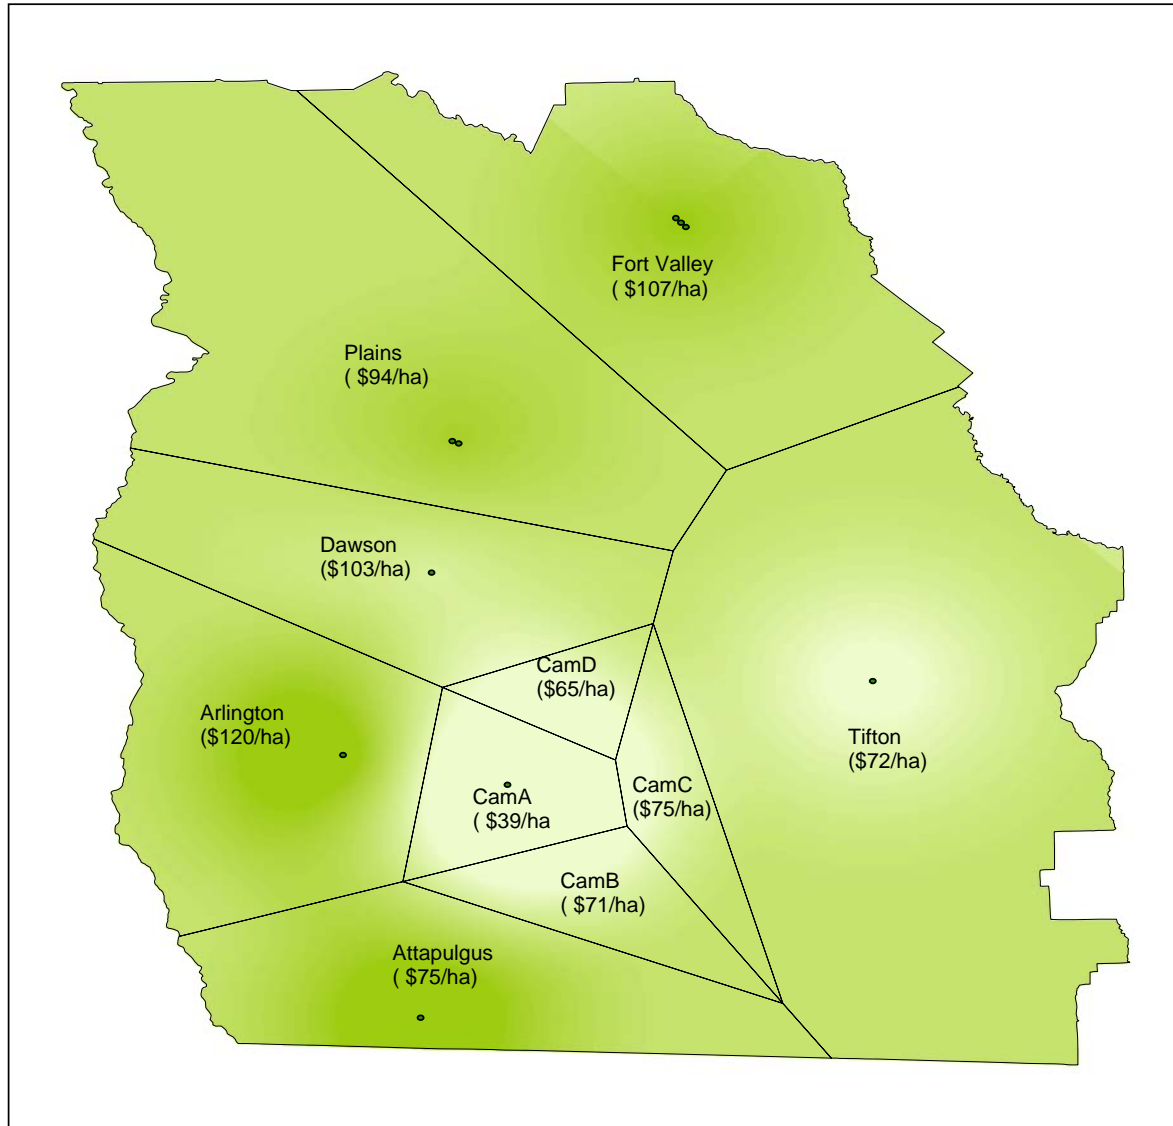 Fort Valley
( $107/ha)
Plains
( $94/ha)
Dawson
($103/ha)
CamD
($65/ha)
Arlington
($120/ha)
Tifton
($72/ha)
CamC
($75/ha)
CamA
( $39/ha
CamB
( $71/ha)
Attapulgus
( $75/ha)